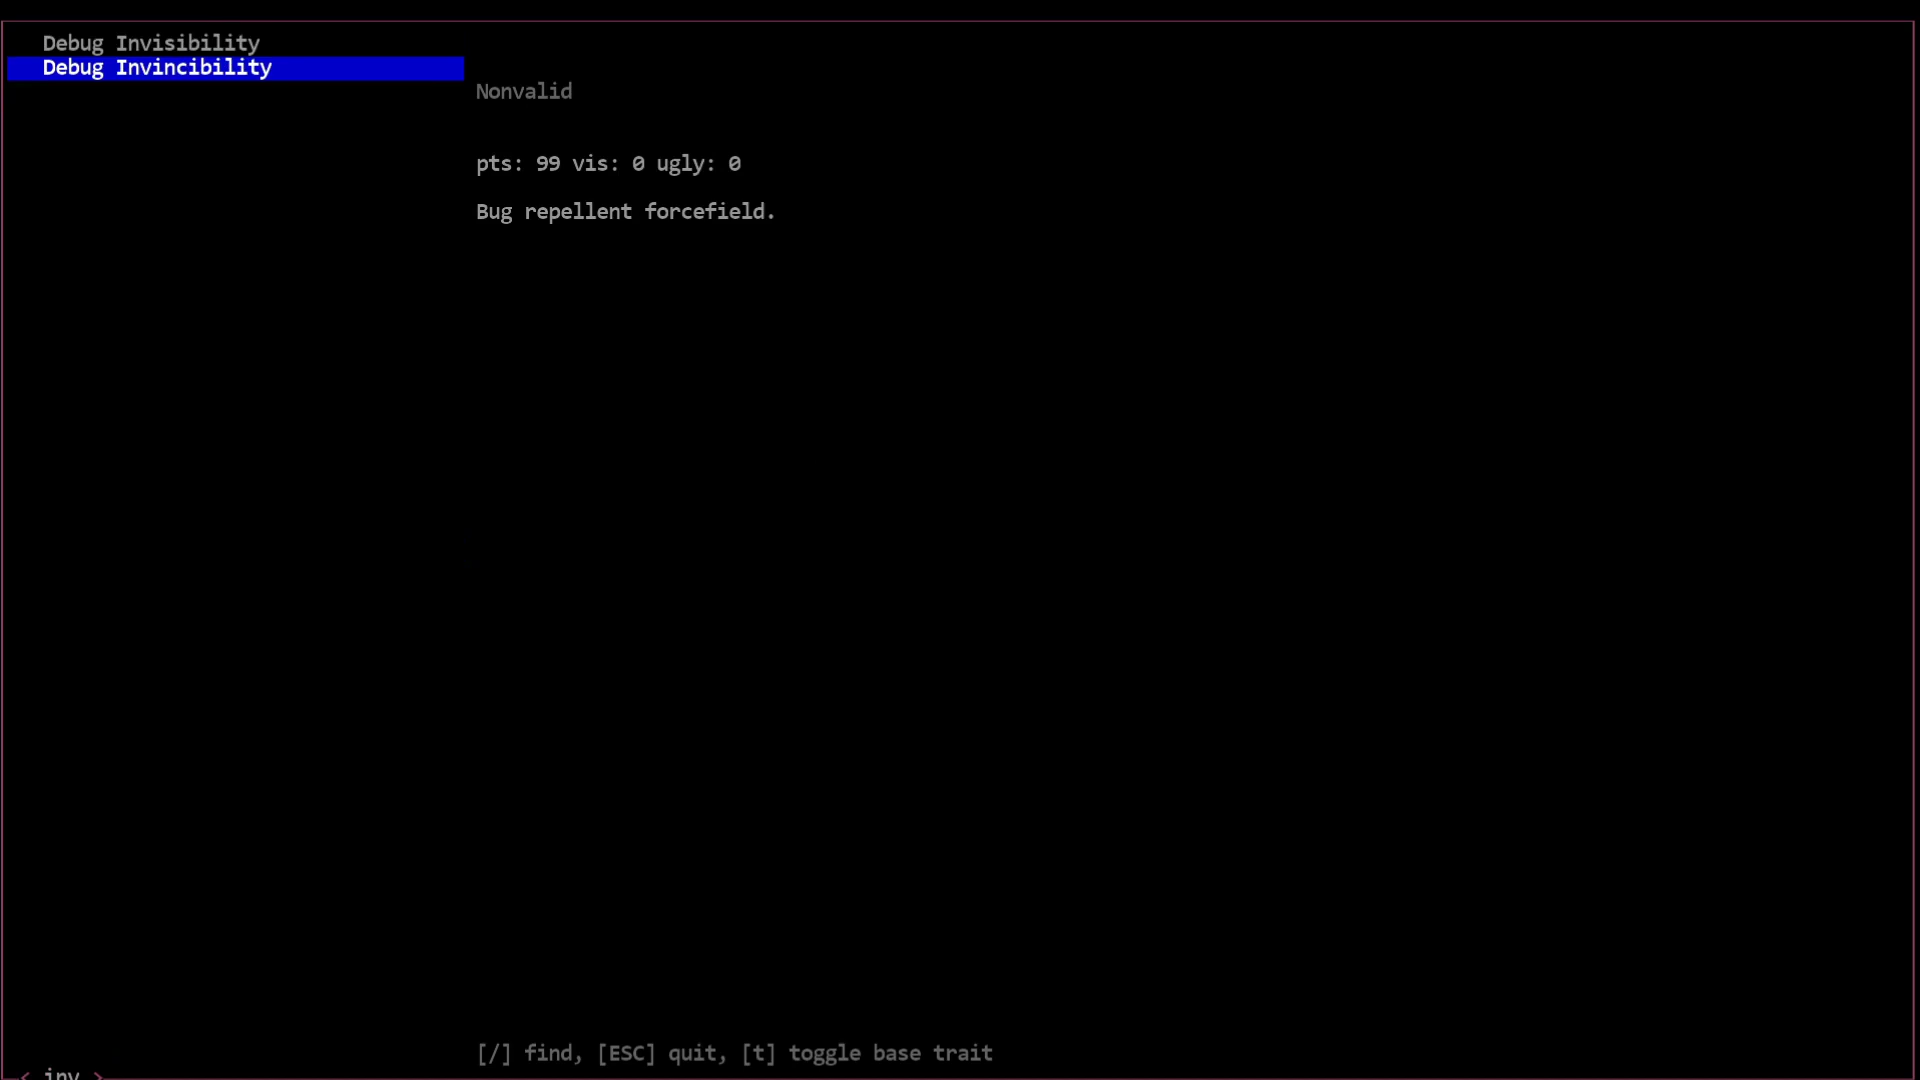 Debug Invisibility
Debug Invincibility
Nonvalid
pts: 99 vis: 0 ugly: 0
Bug repellent forcefield.
[/] find, [ESC] quit, [t] toggle base trait
< inv >